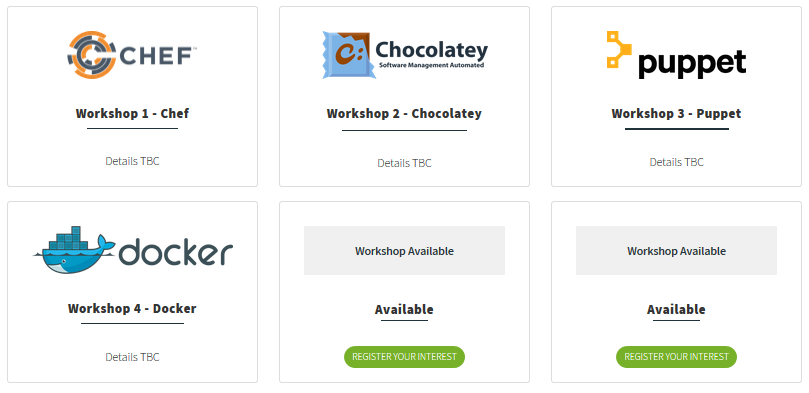 CHEF™
Workshop 1 - Chef
Details TBC
Chocolatey
Software Management Automated
Workshop 2 - Chocolatey
Details TBC
puppet
Workshop 3 - Puppet
Details TBC
docker
Workshop 4 - Docker
Details TBC
Workshop Available
Available
REGISTER YOUR INTEREST
Workshop Available
Available
REGISTER YOUR INTEREST